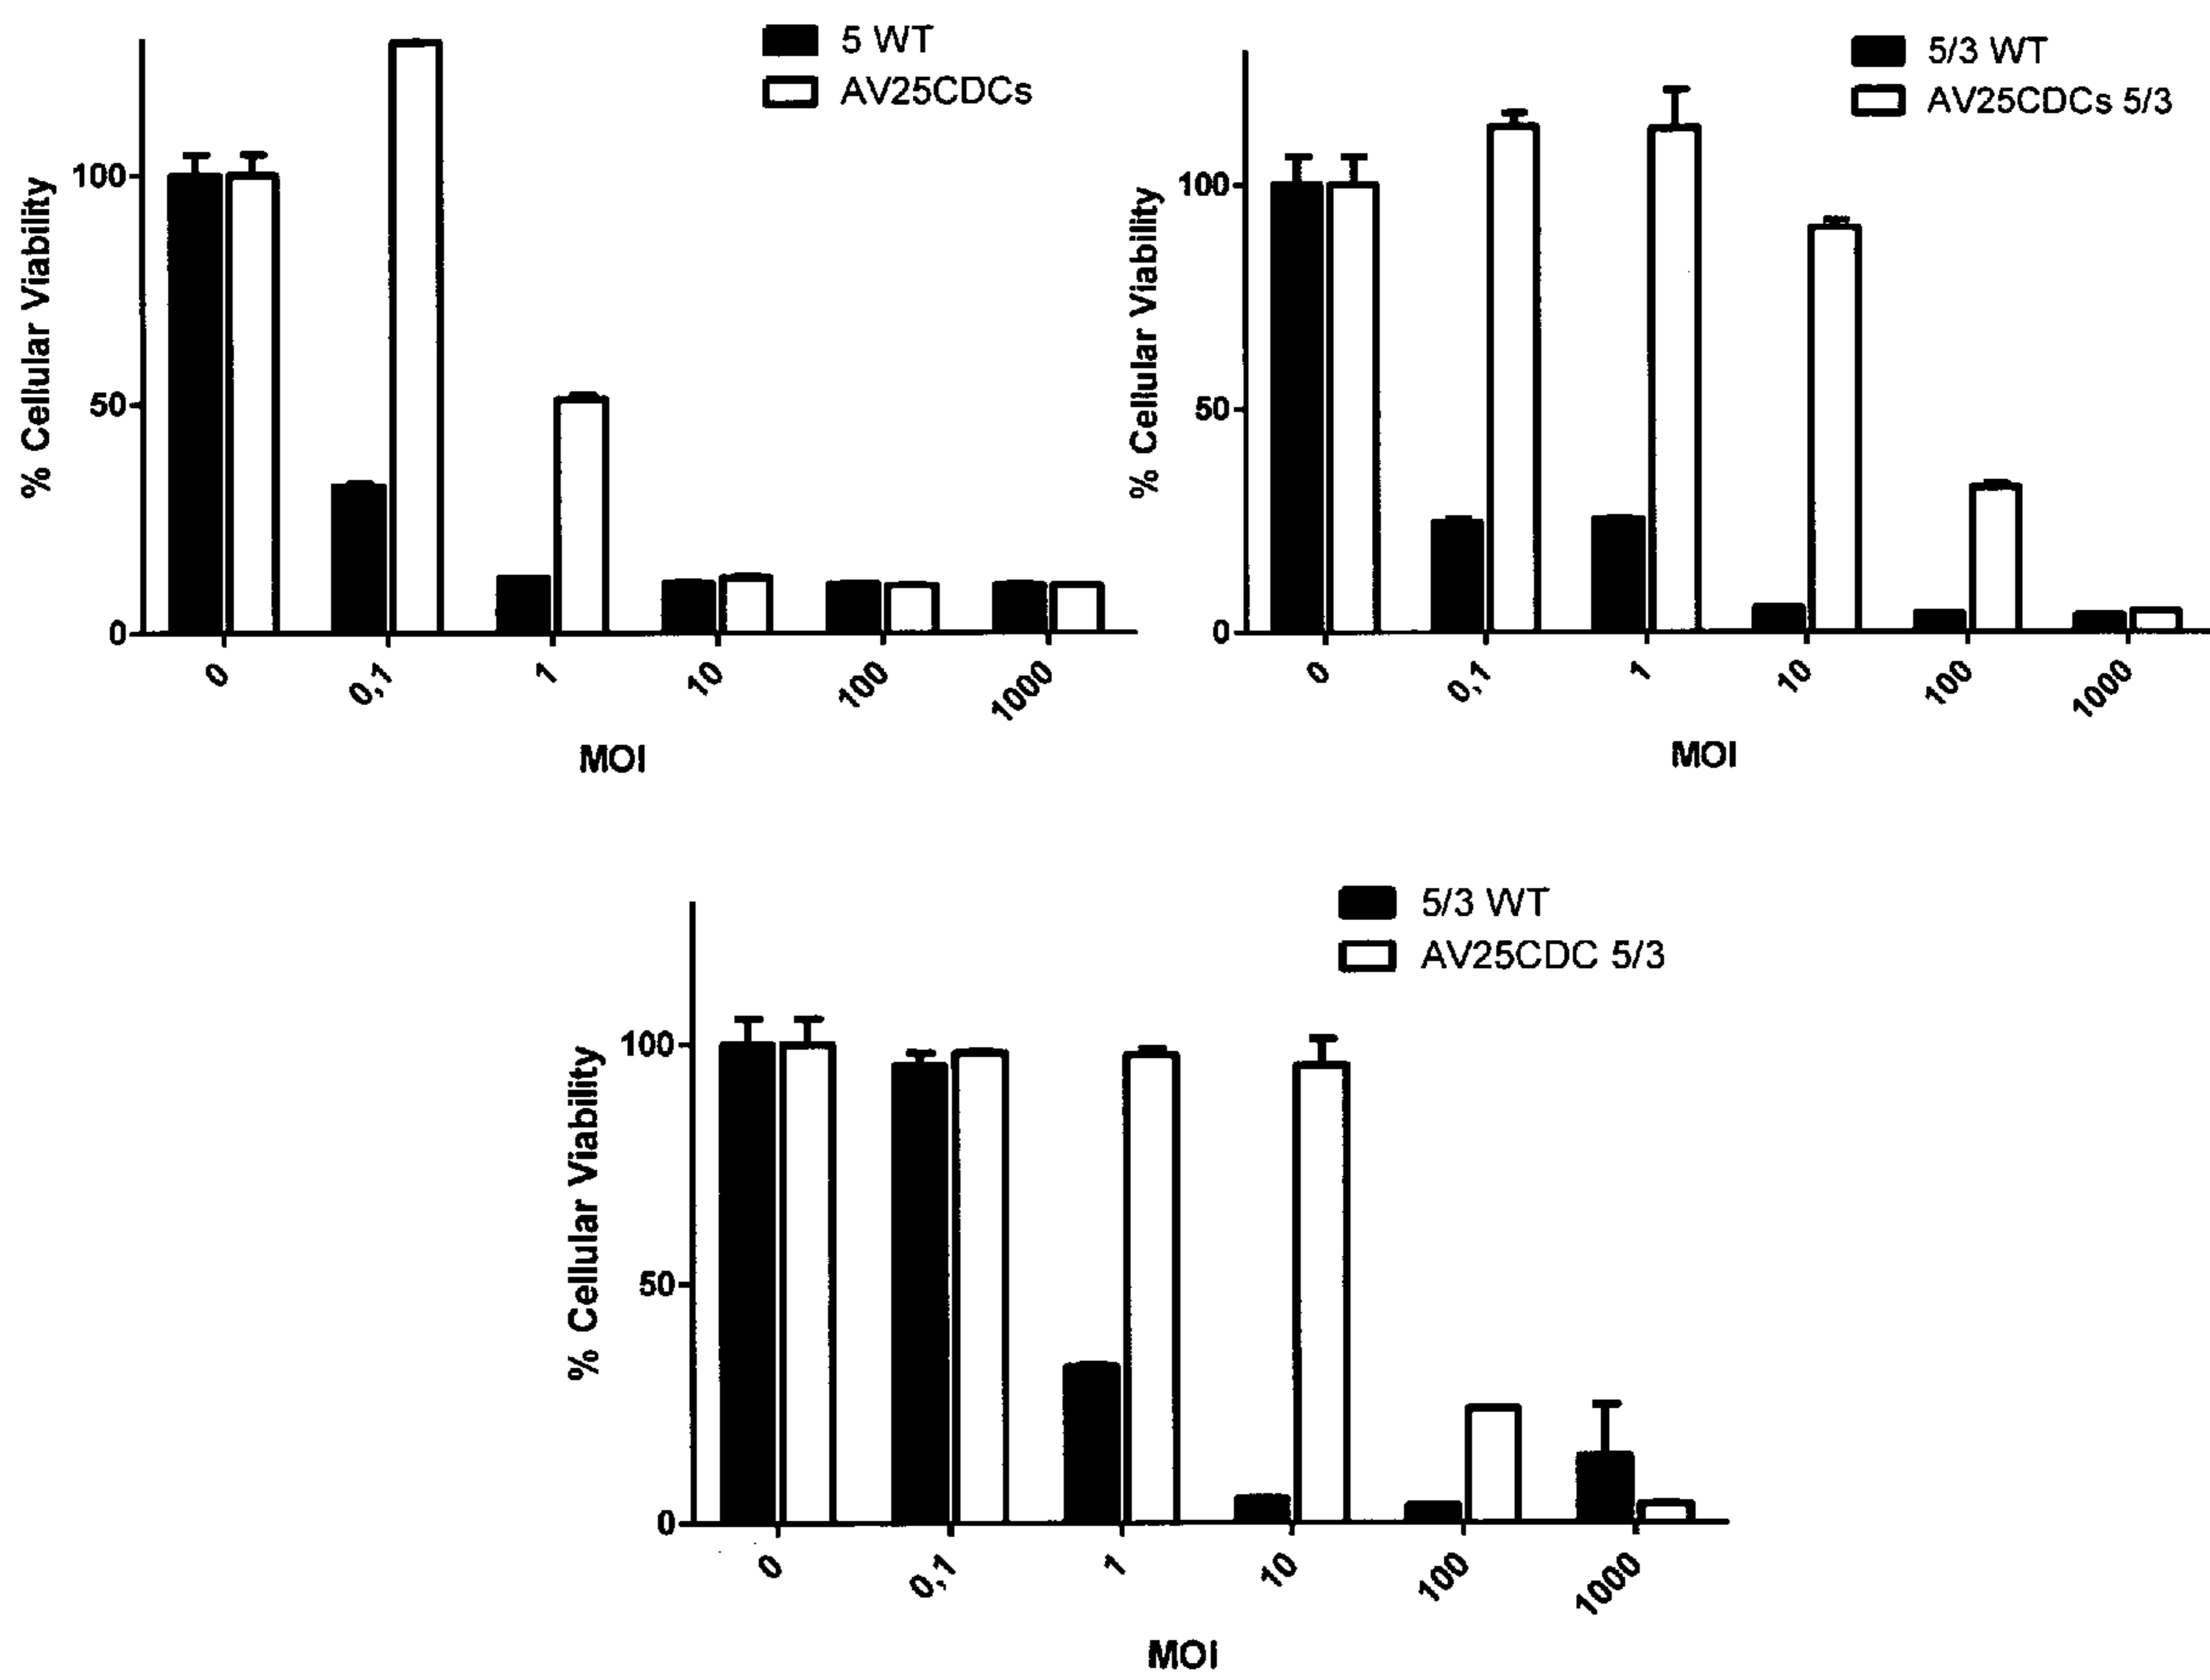 5 WT
AV25CDCs
% Cellular Viability
100
50
0
0 0,1 1 10 100 1000
MOI
5/3 WT
AV25CDCs 5/3
% Cellular Viability
100
50
0
0 0,1 1 10 100 1000
MOI
5/3 WT
AV25CDC 5/3
% Cellular Viability
100
50
0
0 0,1 1 10 100 1000
MOI